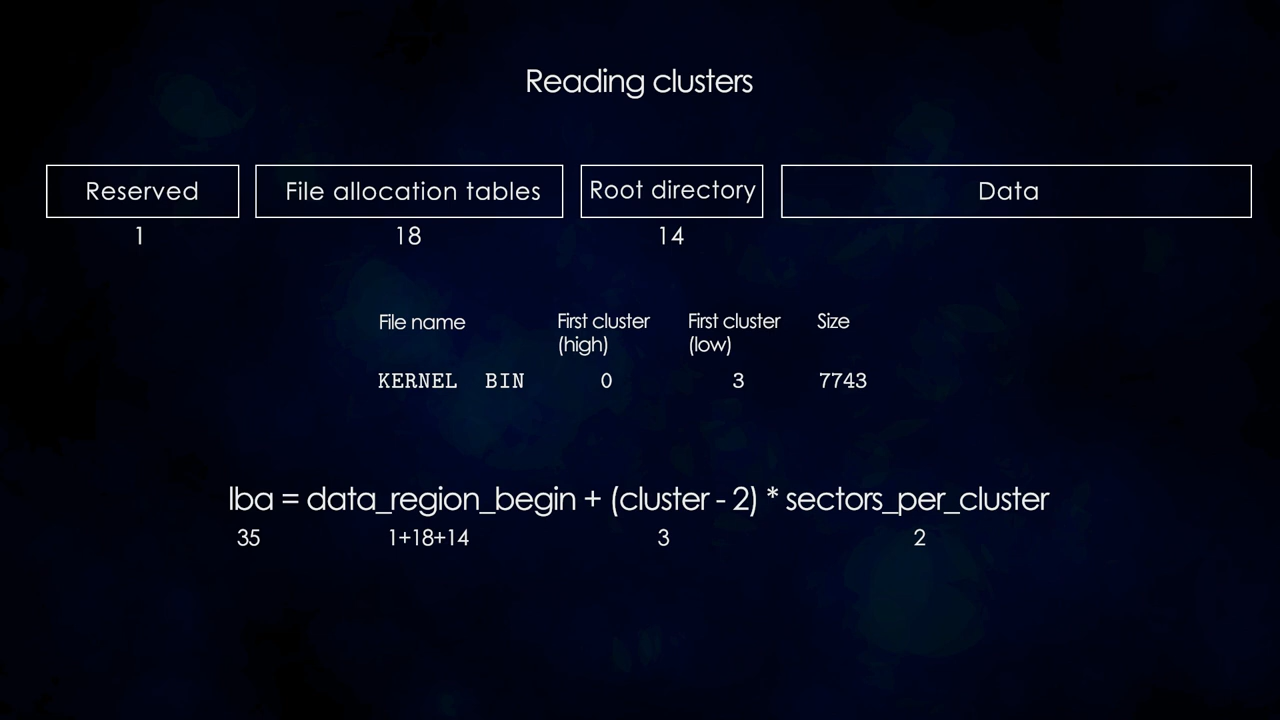 Reading clusters
Reserved File allocation tables Root directory Data
1 18 14
File name First cluster (high) First cluster (low) Size
KERNEL  BIN 0 3 7743
lba = data_region_begin + (cluster - 2) * sectors_per_cluster
35 1+18+14 3 2